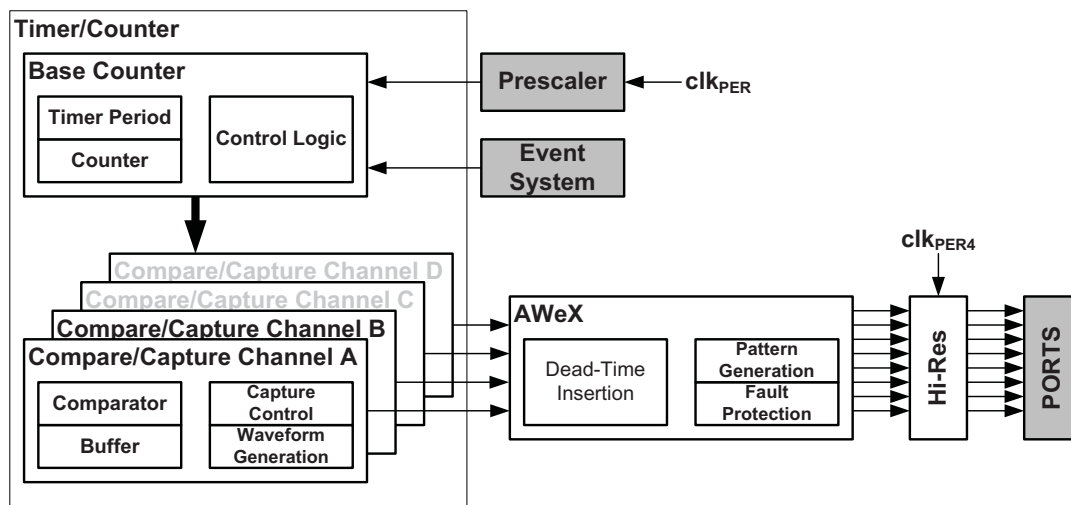 Timer/Counter
Base Counter
Timer Period
Counter
Control Logic
Prescaler
clkPER
Event
System
Compare/Capture Channel D
Compare/Capture Channel C
Compare/Capture Channel B
Compare/Capture Channel A
Comparator
Buffer
Capture
Control
Waveform
Generation
AWeX
Dead-Time
Insertion
Pattern
Generation
Fault
Protection
clkPER4
Hi-Res
PORTS